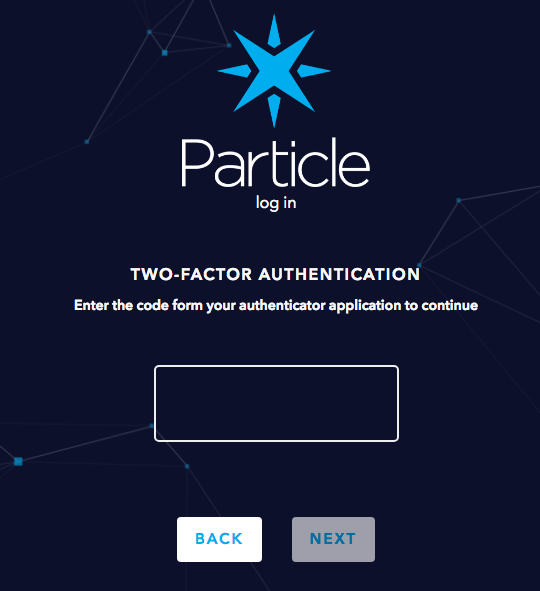 Particle
log in
TWO-FACTOR AUTHENTICATION
Enter the code form your authenticator application to continue
BACK
NEXT